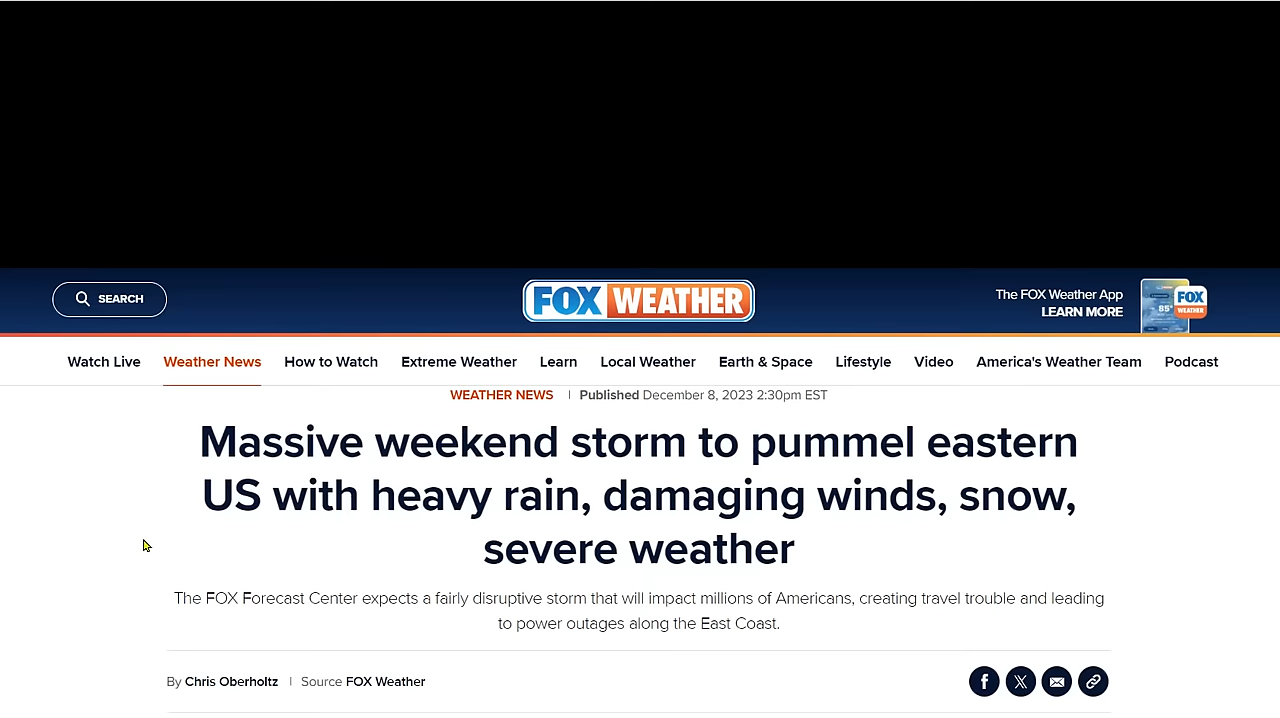 SEARCH
FOX WEATHER
The FOX Weather App
LEARN MORE
85°
FOX
WEATHER
Watch Live Weather News How to Watch Extreme Weather Learn Local Weather Earth & Space Lifestyle Video America's Weather Team Podcast
WEATHER NEWS | Published December 8, 2023 2:30pm EST
Massive weekend storm to pummel eastern
US with heavy rain, damaging winds, snow,
severe weather
The FOX Forecast Center expects a fairly disruptive storm that will impact millions of Americans, creating travel trouble and leading
to power outages along the East Coast.
By Chris Oberholtz | Source FOX Weather